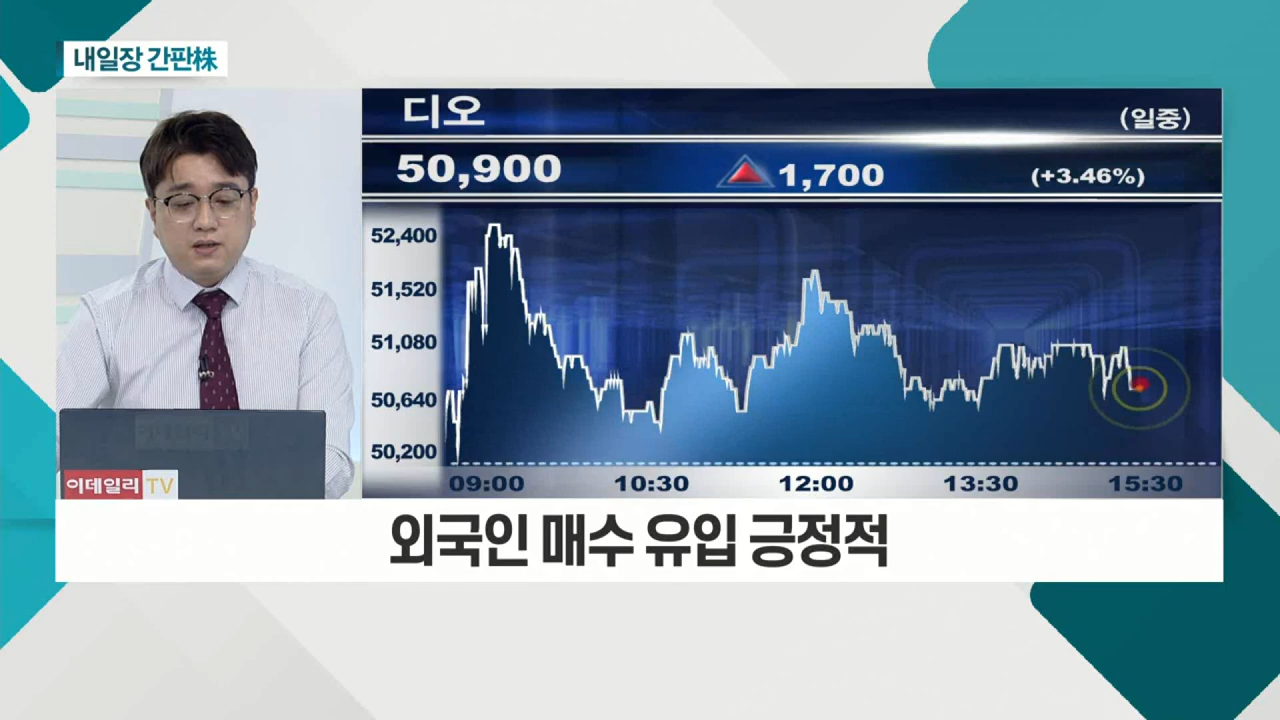 내일장 간판株
디오
(일중)
50,900 ▲ 1,700 (+3.46%)
52,400
51,520
51,080
50,640
50,200
09:00 10:30 12:00 13:30 15:30
이데일리 TV
외국인 매수 유입 긍정적